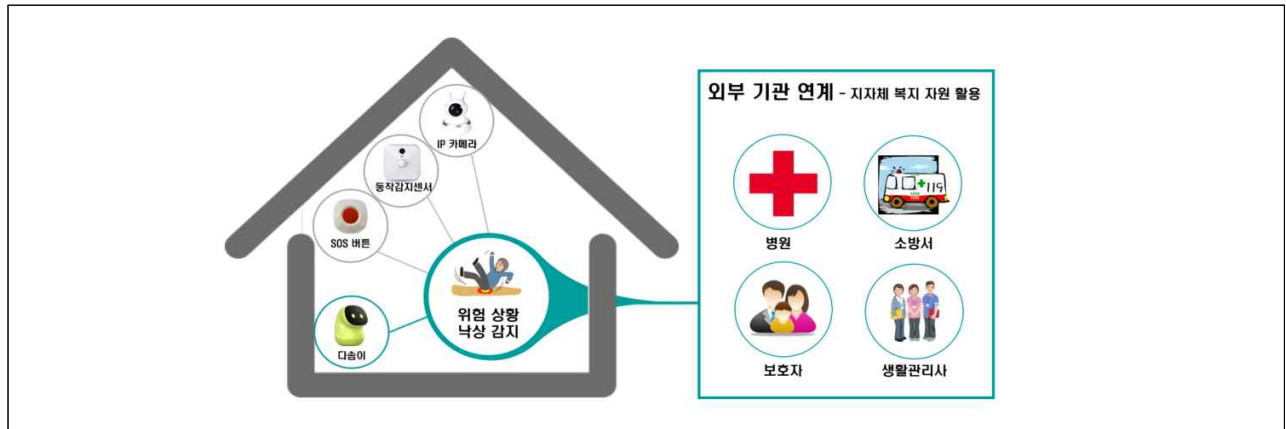 IP 카메라
동작감지센서
SOS 버튼
다솜이
위험 상황
낙상 감지
외부 기관 연계 - 지자체 복지 자원 활용
병원
119
소방서
보호자
생활관리사